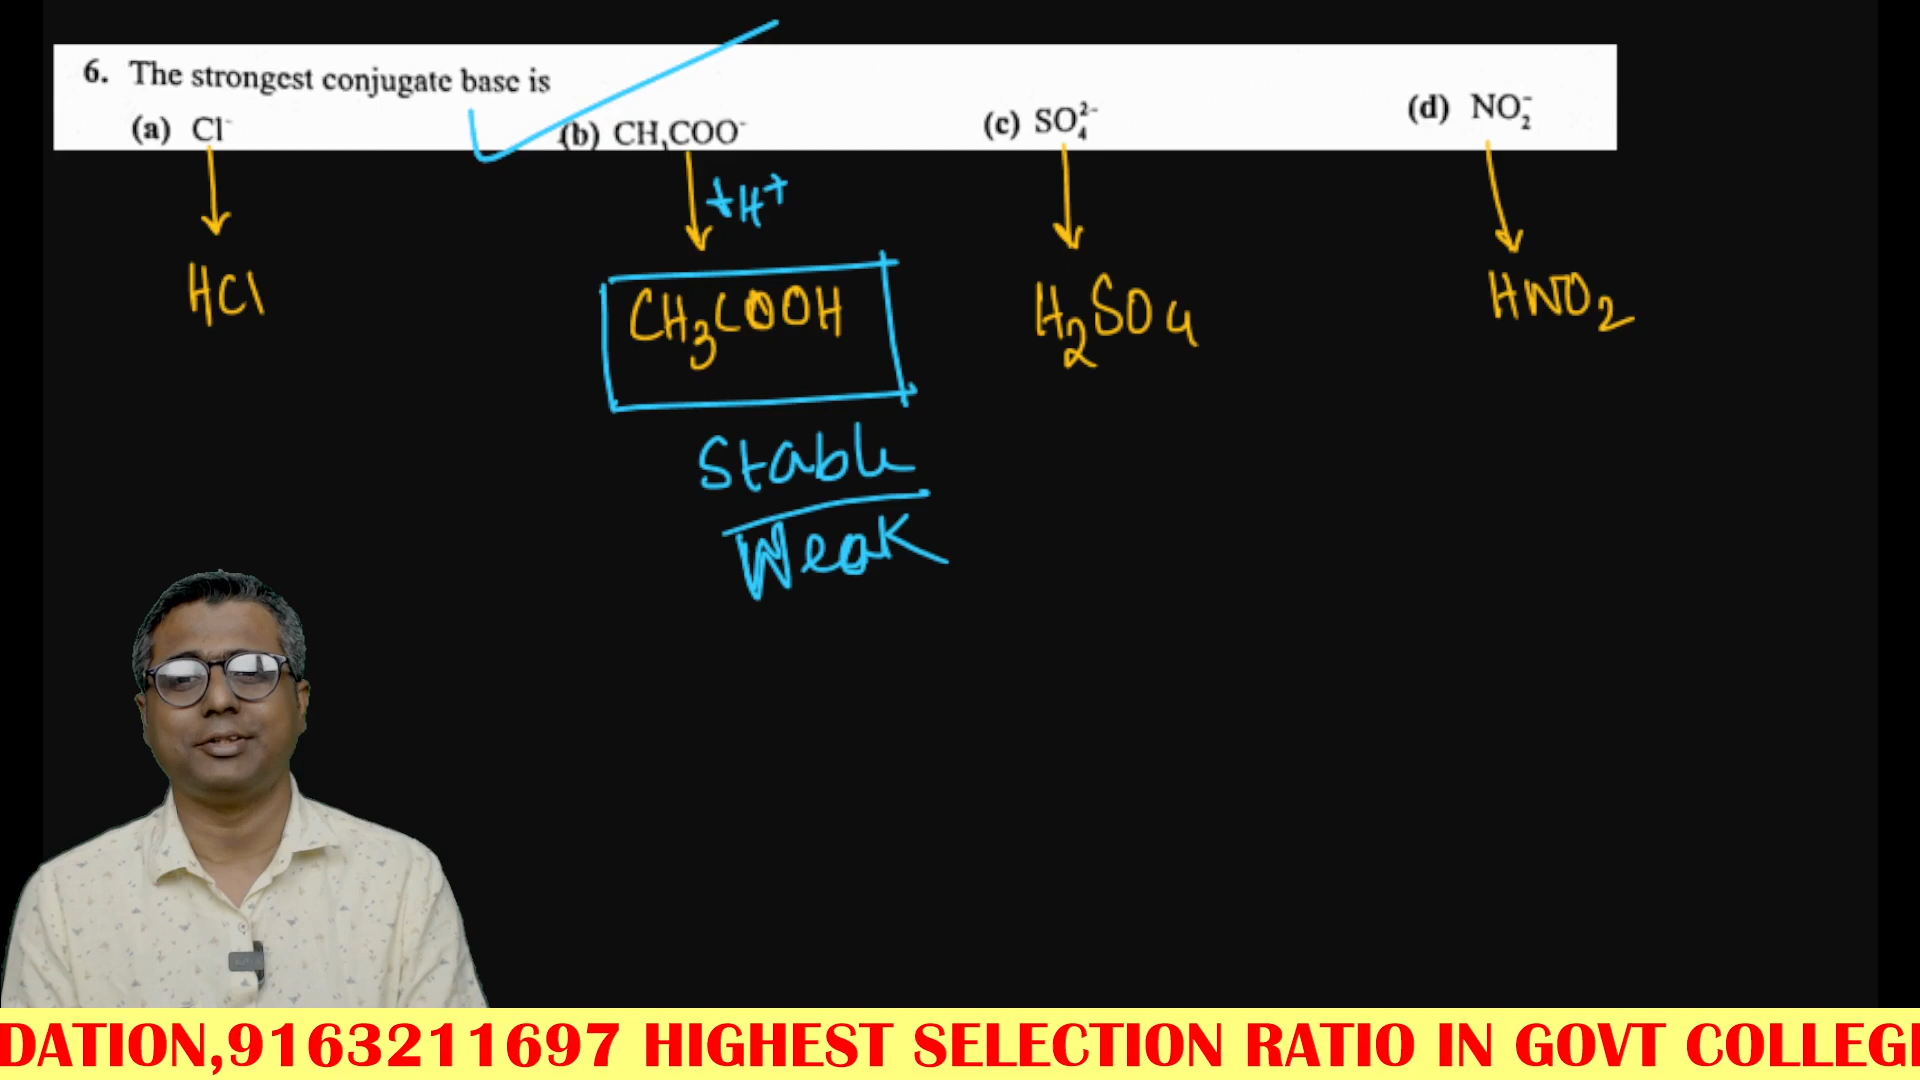 6. The strongest conjugate base is
(a) Cl⁻ (b) CH₃COO⁻ (c) SO₄²⁻ (d) NO₂⁻
+H⁺
HCl CH₃COOH H₂SO₄ HNO₂
Stable
Weak
DATION,9163211697 HIGHEST SELECTION RATIO IN GOVT COLLEG